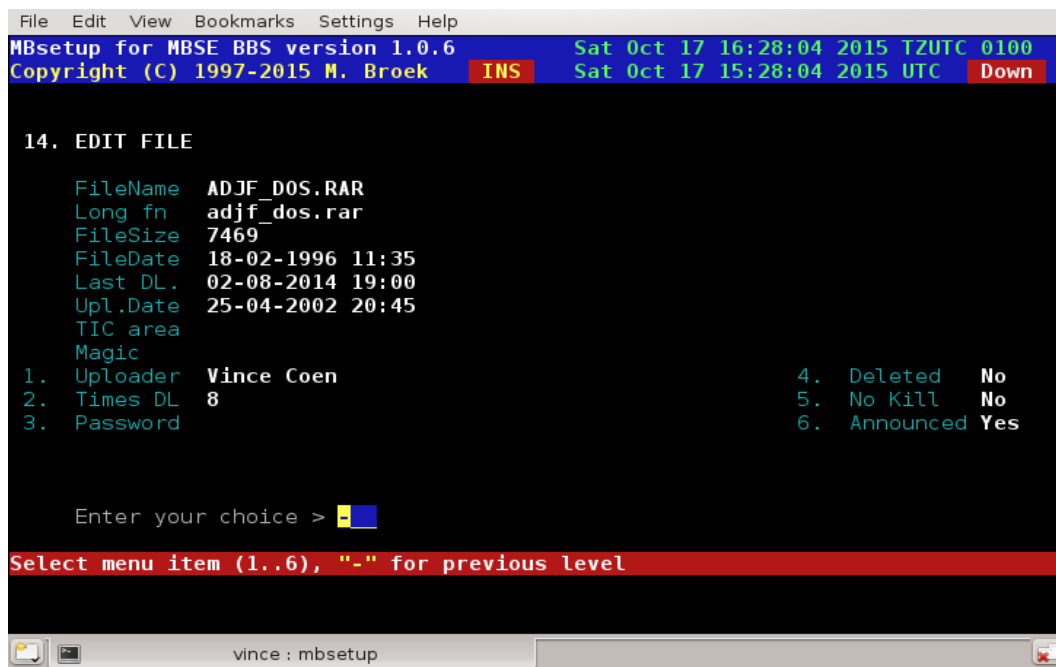 File Edit View Bookmarks Settings Help
MBsetup for MBSE BBS version 1.0.6 Sat Oct 17 16:28:04 2015 TZUTC 0100
Copyright (C) 1997-2015 M. Broek INS Sat Oct 17 15:28:04 2015 UTC Down
14. EDIT FILE
FileName ADJF_DOS.RAR
Long fn adjf_dos.rar
FileSize 7469
FileDate 18-02-1996 11:35
Last DL. 02-08-2014 19:00
Upl.Date 25-04-2002 20:45
TIC area
Magic
1. Uploader Vince Coen 4. Deleted No
2. Times DL 8 5. No Kill No
3. Password 6. Announced Yes
Enter your choice > -__
Select menu item (1..6), "-" for previous level
vince : mbsetup